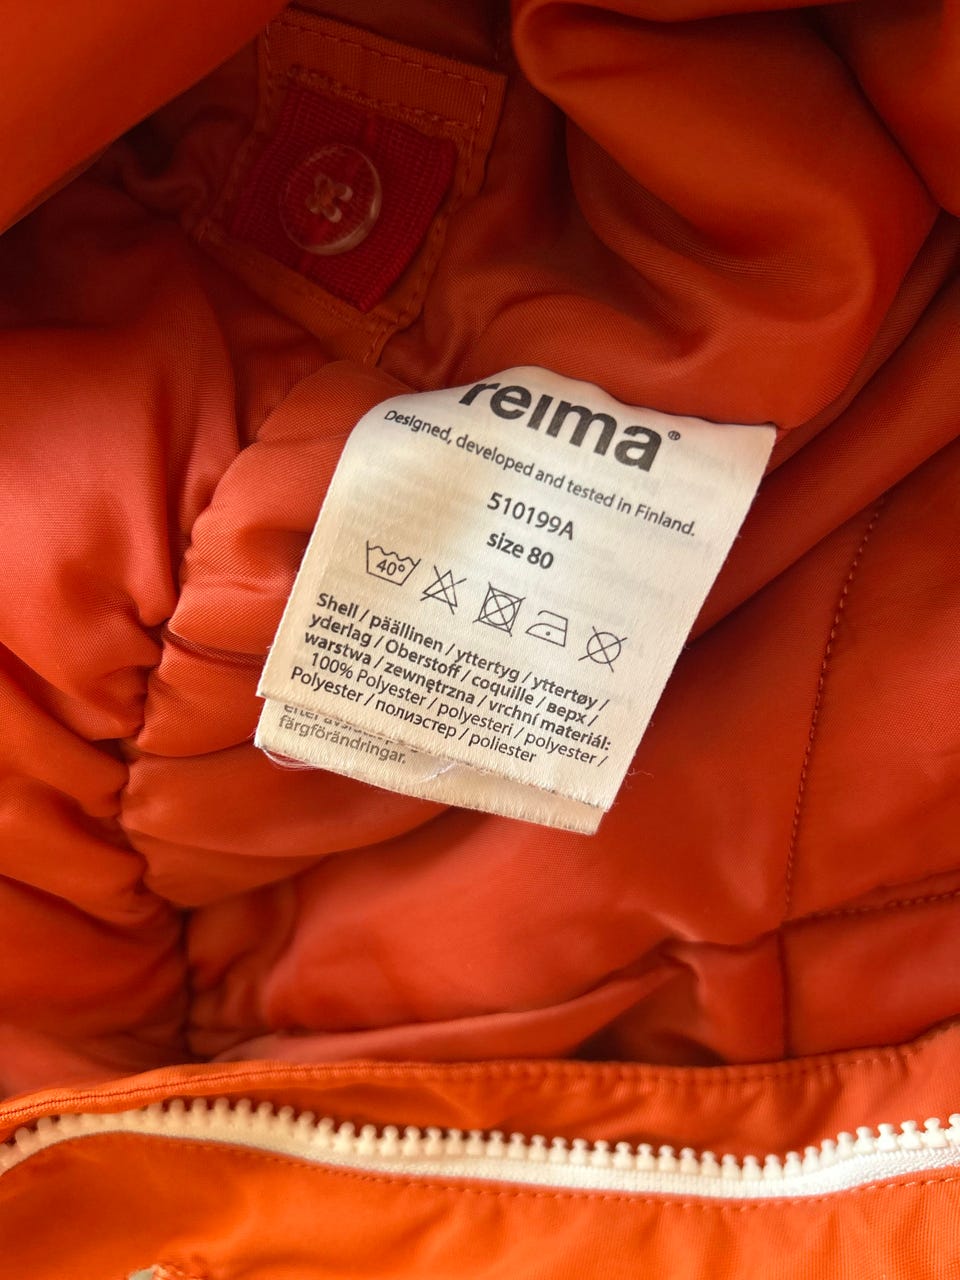 reima®
Designed, developed and tested in Finland.
510199A
size 80
40°
Shell / päällinen / yttertyg / yttertøy /
yderlag / Oberstoff / coquille / верх /
warstwa / zewnętrzna / vrchní materiál:
100% Polyester / polyesteri / polyester /
Polyester / полиэстер / poliester
färgförändringar.